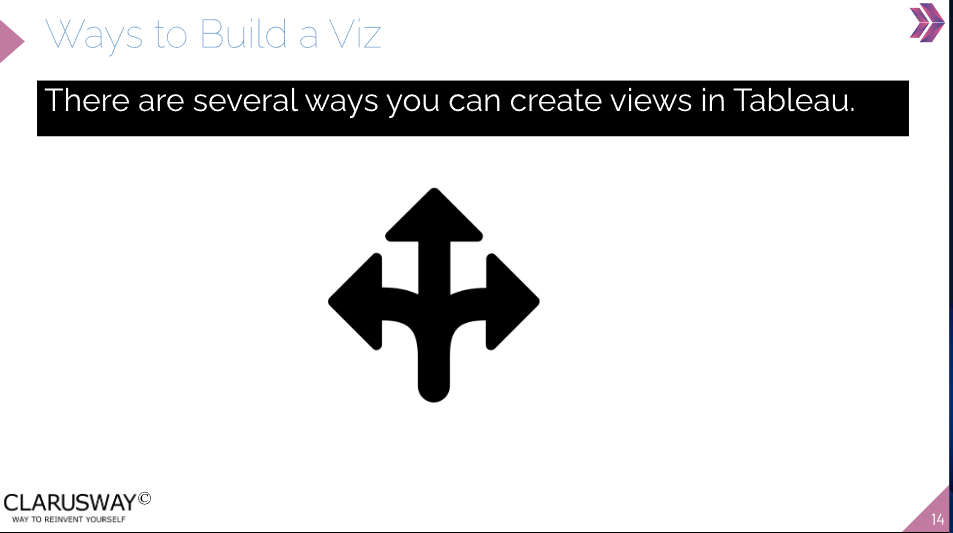 Ways to Build a Viz
There are several ways you can create views in Tableau.
CLARUSWAY©
WAY TO REINVENT YOURSELF
14